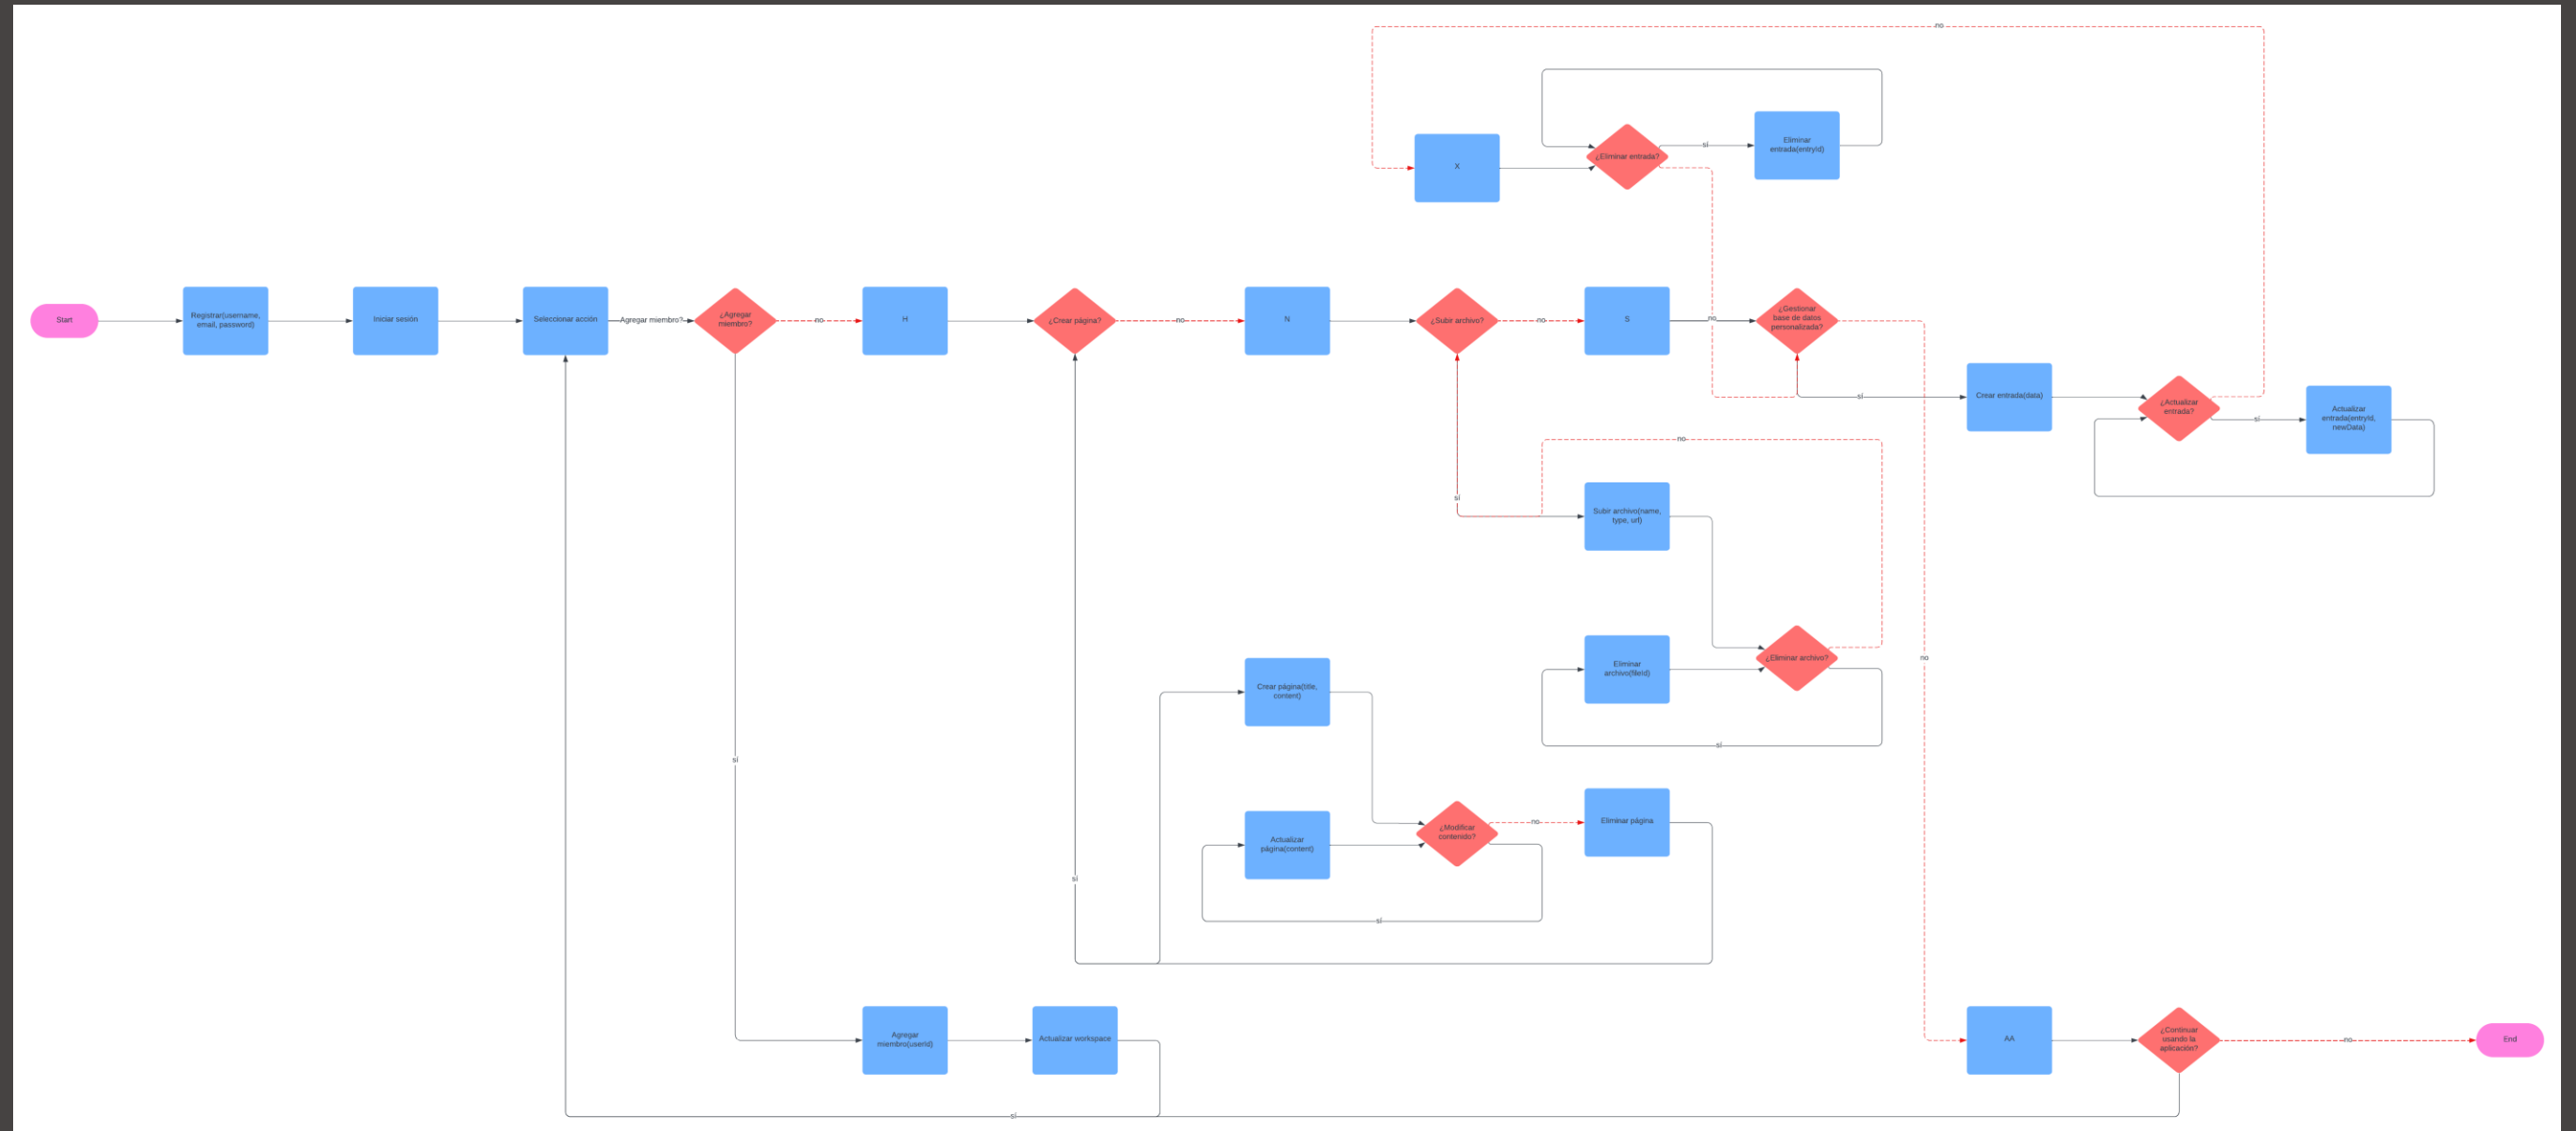 no
X
¿Eliminar entrada?
sí
Eliminar
entrada(entryId)
Start
Registrar(username,
email, password)
Iniciar sesión
Seleccionar acción
Agregar miembro?
¿Agregar
miembro?
no
H
¿Crear página?
no
N
¿Subir archivo?
no
S
no
¿Gestionar
base de datos
personalizada?
sí
Crear entrada(data)
¿Actualizar
entrada?
sí
Actualizar
entrada(entryId,
newData)
no
sí
Subir archivo(name,
type, url)
no
Eliminar
archivo(fileId)
¿Eliminar archivo?
sí
Crear página(title,
content)
sí
Actualizar
página(content)
¿Modificar
contenido?
no
Eliminar página
sí
sí
Agregar
miembro(userId)
Actualizar workspace
AA
¿Continuar
usando la
aplicación?
no
End
sí